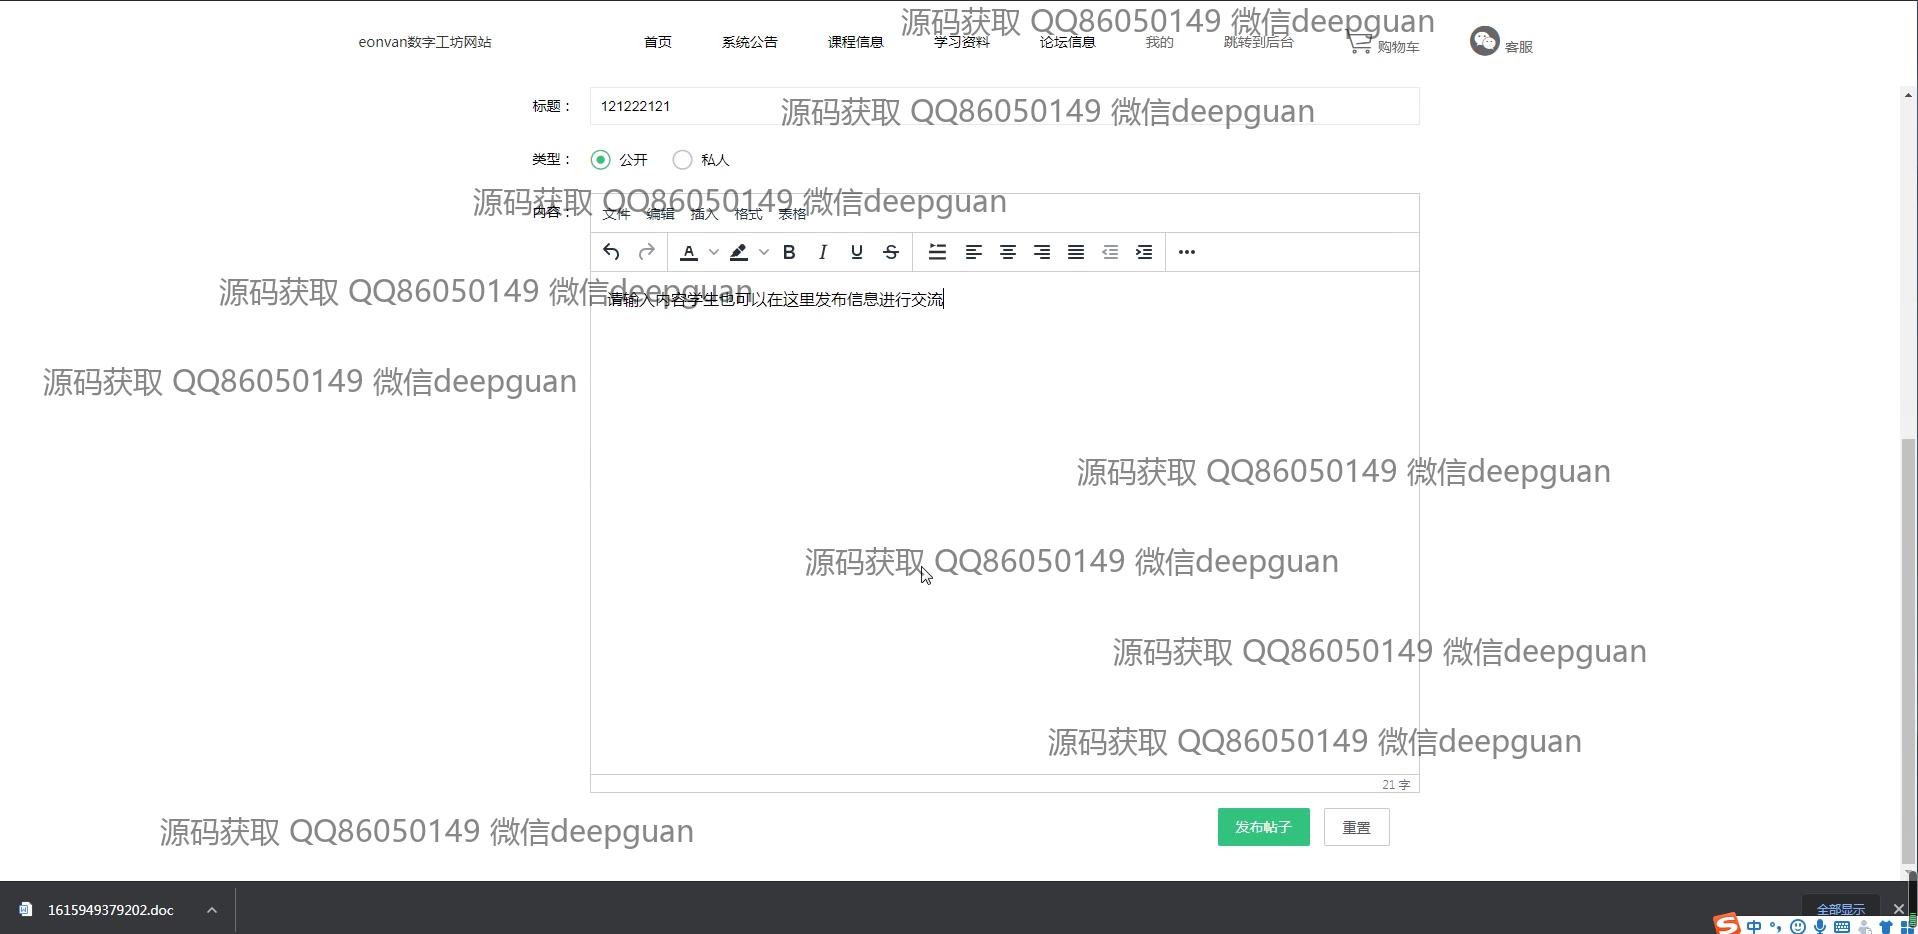 源码获取 QQ86050149 微信deepguan
eonvan数字工坊网站 首页 系统公告 课程信息 学习资料 论坛信息 我的 跳转到后台 购物车 客服
标题： 121222121
源码获取 QQ86050149 微信deepguan
类型： 公开 私人
源码获取 QQ86050149 微信deepguan
内容： 文件 编辑 插入 格式 表格
源码获取 QQ86050149 微信deepguan
请输入内容学生也可以在这里发布信息进行交流
源码获取 QQ86050149 微信deepguan
源码获取 QQ86050149 微信deepguan
源码获取 QQ86050149 微信deepguan
源码获取 QQ86050149 微信deepguan
源码获取 QQ86050149 微信deepguan
21 字
源码获取 QQ86050149 微信deepguan
发布帖子 重置
1615949379202.doc 全部显示
中